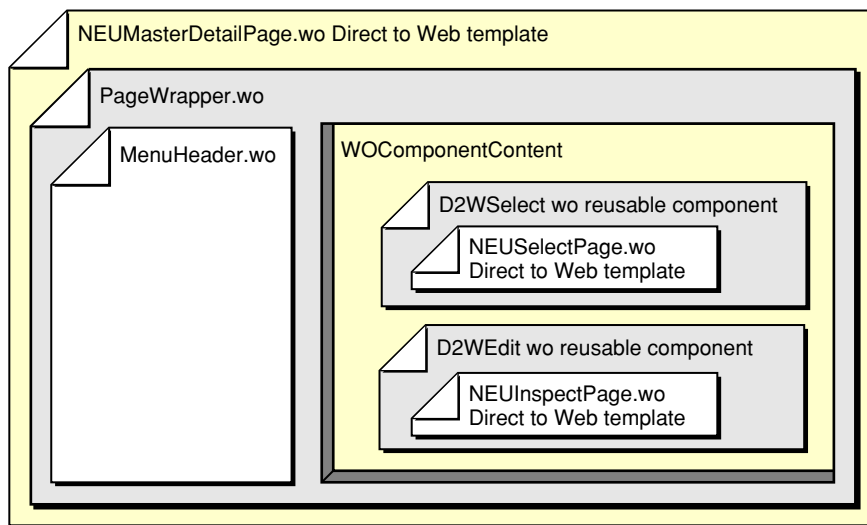 NEUMasterDetailPage.wo Direct to Web template
PageWrapper.wo
MenuHeader.wo
WOComponentContent
D2WSelect wo reusable component
NEUSelectPage.wo
Direct to Web template
D2WEdit wo reusable component
NEUInspectPage.wo
Direct to Web template